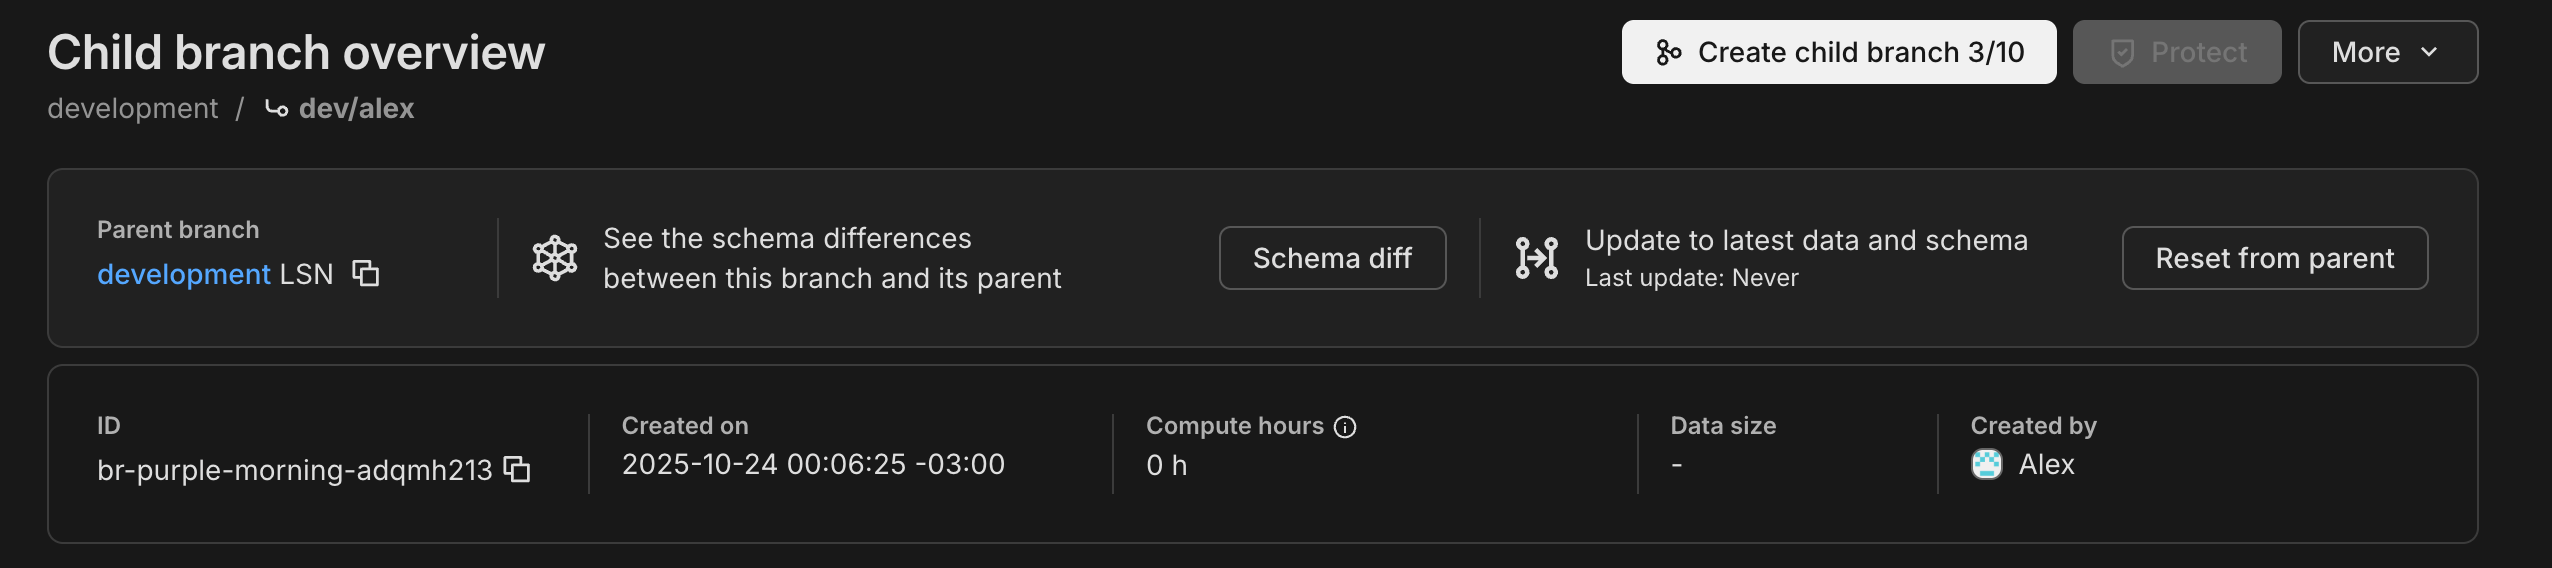 Child branch overview
Create child branch 3/10
Protect
More
development / dev/alex
Parent branch
development LSN
See the schema differences
between this branch and its parent
Schema diff
Update to latest data and schema
Last update: Never
Reset from parent
ID
br-purple-morning-adqmh213
Created on
2025-10-24 00:06:25 -03:00
Compute hours
0 h
Data size
-
Created by
Alex